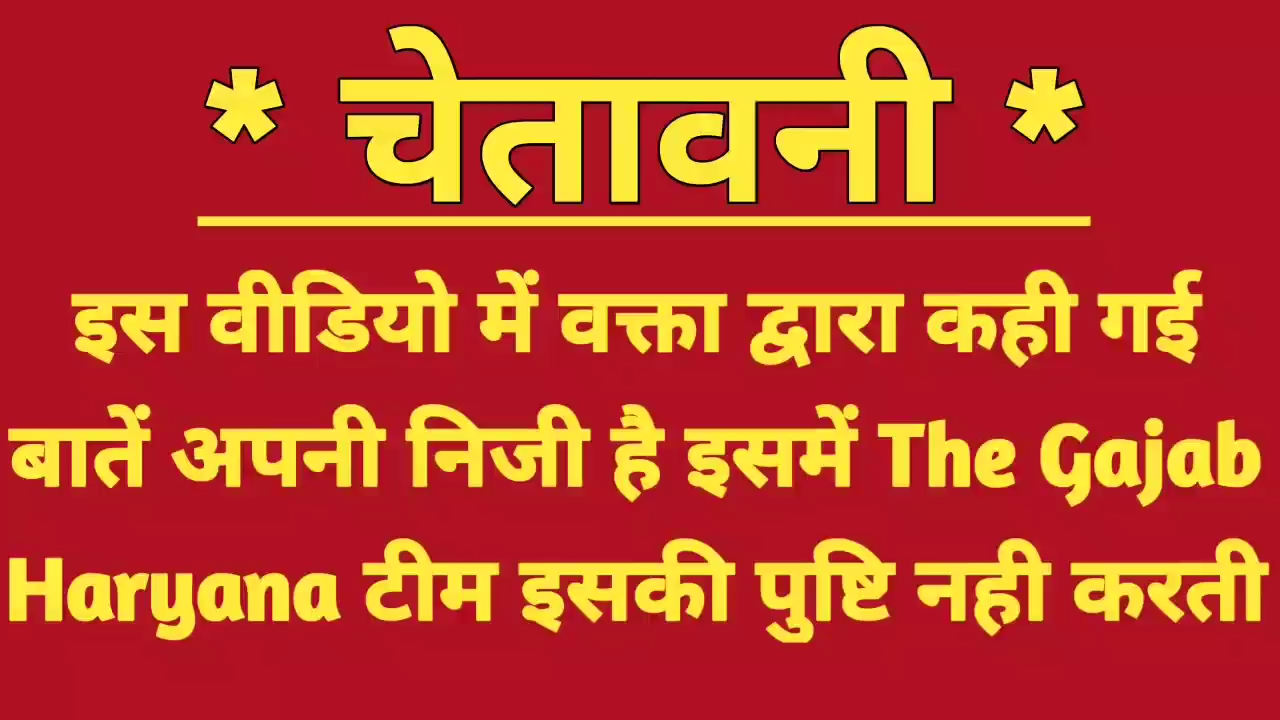 * चेतावनी *
इस वीडियो में वक्ता द्वारा कही गई
बातें अपनी निजी है इसमें The Gajab
Haryana टीम इसकी पुष्टि नही करती